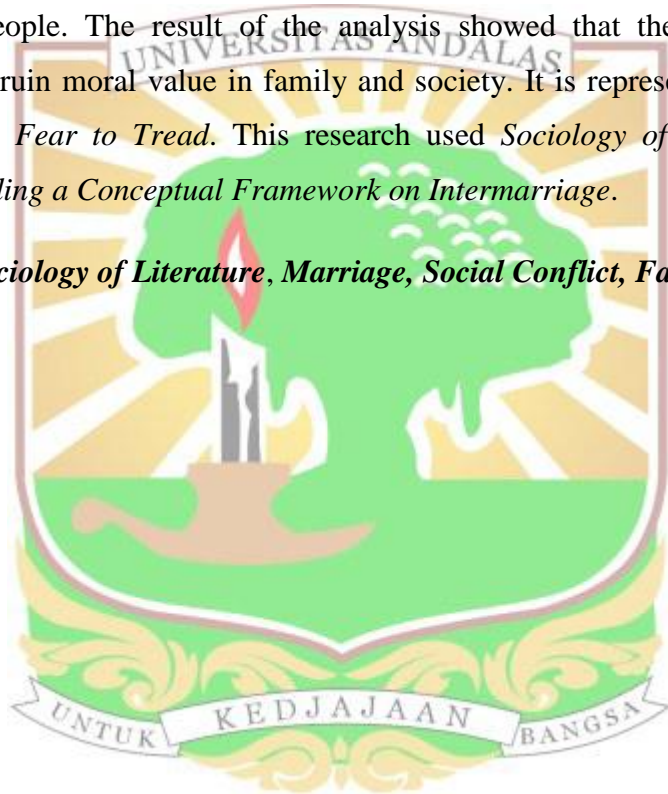 eople. The result of the analysis showed that the
UNIVERSITAS ANDALAS
ruin moral value in family and society. It is represe
Fear to Tread. This research used Sociology of
ding a Conceptual Framework on Intermarriage.
ciology of Literature, Marriage, Social Conflict, Fa
UNTUK KEDJAJAAN BANGSA